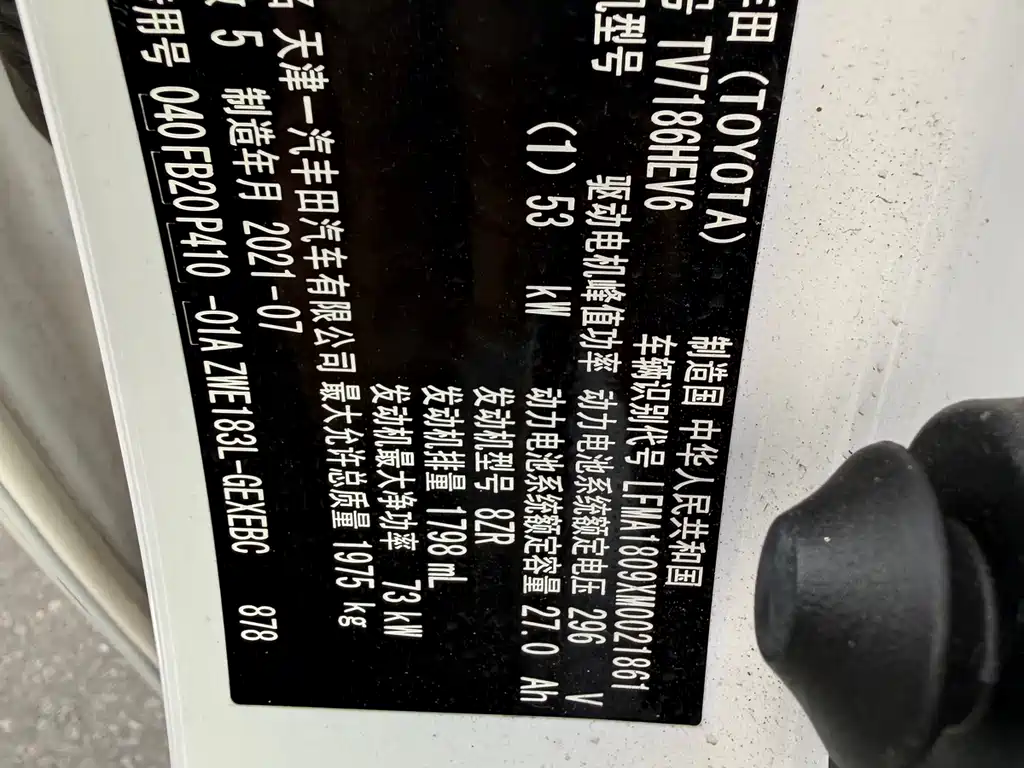 丰田 (TOYOTA) 制造国 中华人民共和国
号 TV7186HEV6 车辆识别代号 LFMA1809XM0021861
机型号 驱动电机峰值功率 动力电池系统额定电压 296 V
(1) 53 kW 动力电池系统额定容量 27.0 Ah
发动机型号 8ZR
发动机排量 1798 mL
发动机最大净功率 73 kW
名 天津一汽丰田汽车有限公司 最大允许总质量 1975 kg
数 5 制造年月 2021-07
用号 040 FB20 P410 -01A ZWE183L-GEXEBC 878